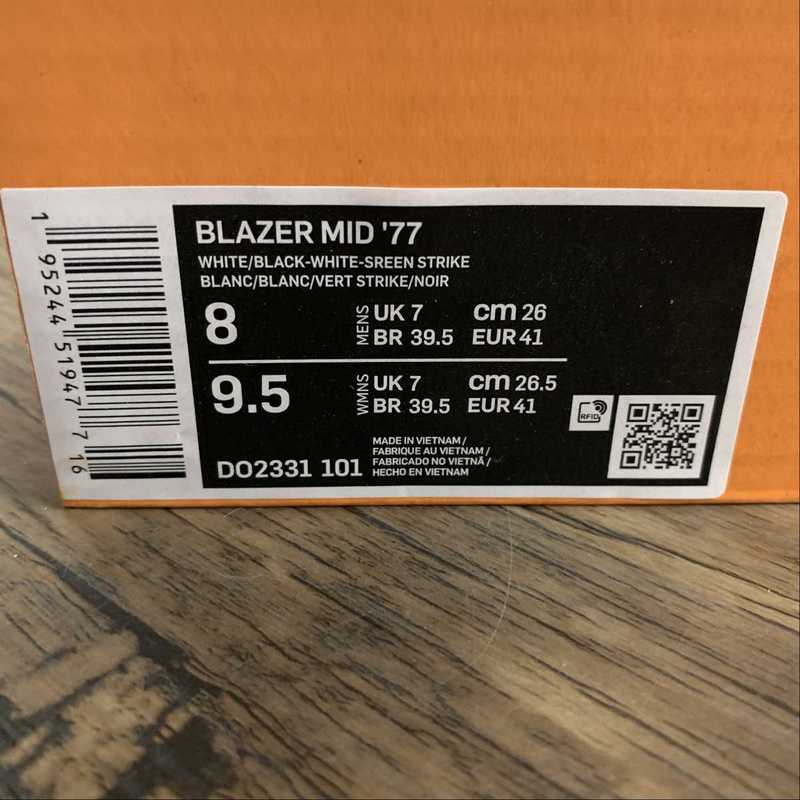 1 95244 51947 7 16
BLAZER MID '77
WHITE/BLACK-WHITE-SREEN STRIKE
BLANC/BLANC/VERT STRIKE/NOIR
8
MENS
UK 7 cm 26
BR 39.5 EUR 41
9.5
WMNS
UK 7 cm 26.5
BR 39.5 EUR 41
DO2331 101
MADE IN VIETNAM /
FABRIQUE AU VIETNAM /
FABRICADO NO VIETNÃ /
HECHO EN VIETNAM
RFID